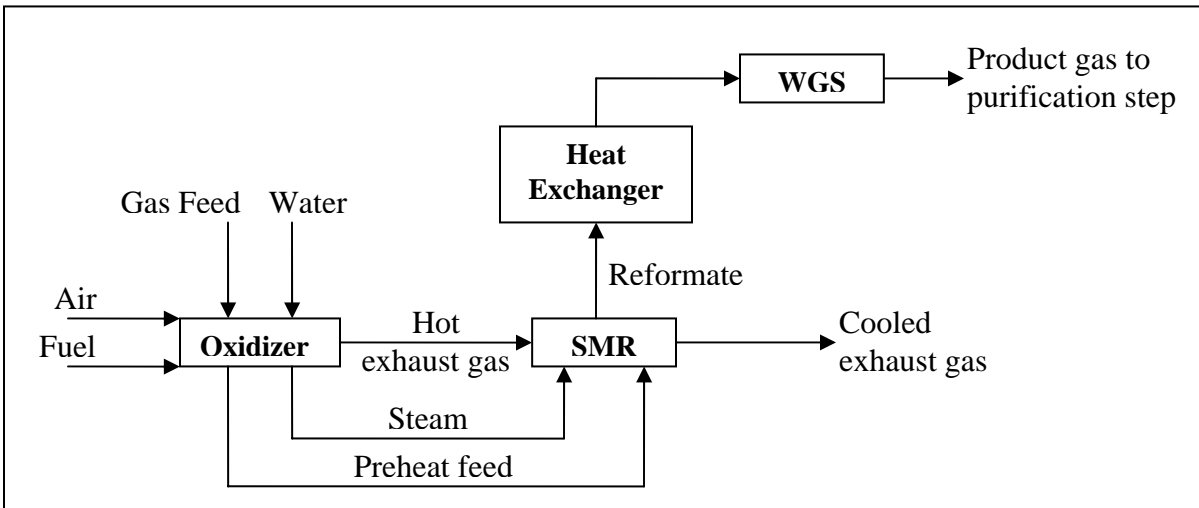 WGS
Product gas to
purification step
Heat
Exchanger
Gas Feed
Water
Reformate
Air
Fuel
Oxidizer
Hot
exhaust gas
SMR
Cooled
exhaust gas
Steam
Preheat feed